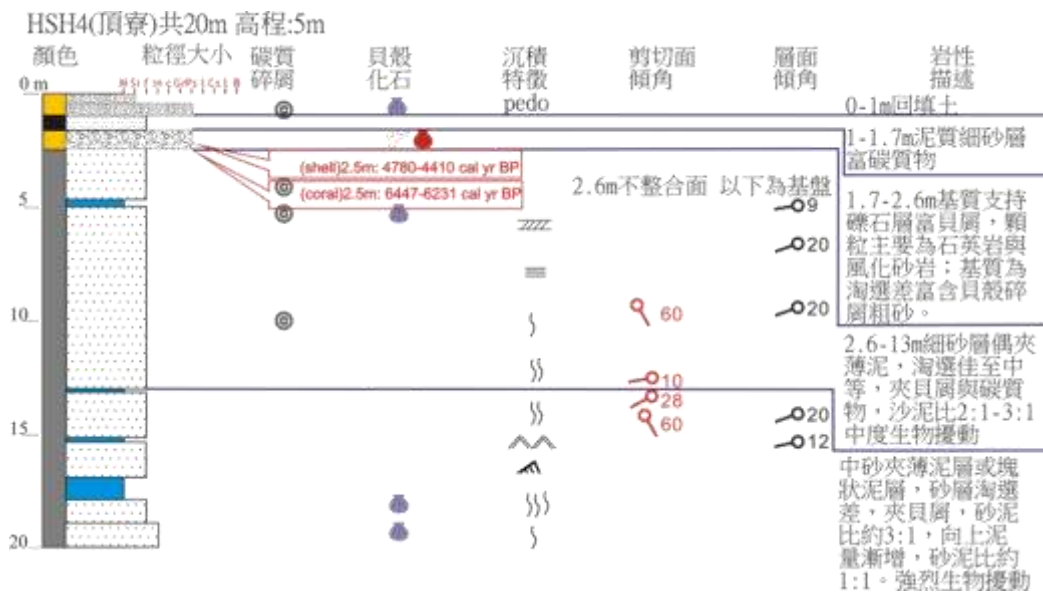 HSH4(頂寮)共20m 高程:5m
顏色 粒徑大小 碳質碎屑 貝殼化石 沉積特徵 剪切面傾角 層面傾角 岩性描述
0 m
pedo
0-1m回填土
1-1.7m泥質細砂層
富碳質物
(shell)2.5m: 4780-4410 cal yr BP
(coral)2.5m: 6447-6231 cal yr BP
2.6m不整合面 以下為基盤
1.7-2.6m基質支持
礫石層富貝屑，顆
粒主要為石英岩與
風化砂岩；基質為
淘選差富含貝殼碎
屑粗砂。
5
9
20
10
60
20
2.6-13m細砂層偶夾
薄泥，淘選佳至中
等，夾貝屑與碳質
物，沙泥比2:1-3:1
中度生物擾動
10
28
60
20
15
12
中砂夾薄泥層或塊
狀泥層，砂層淘選
差，夾貝屑，砂泥
比約3:1，向上泥
量漸增，砂泥比約
1:1。強烈生物擾動
20